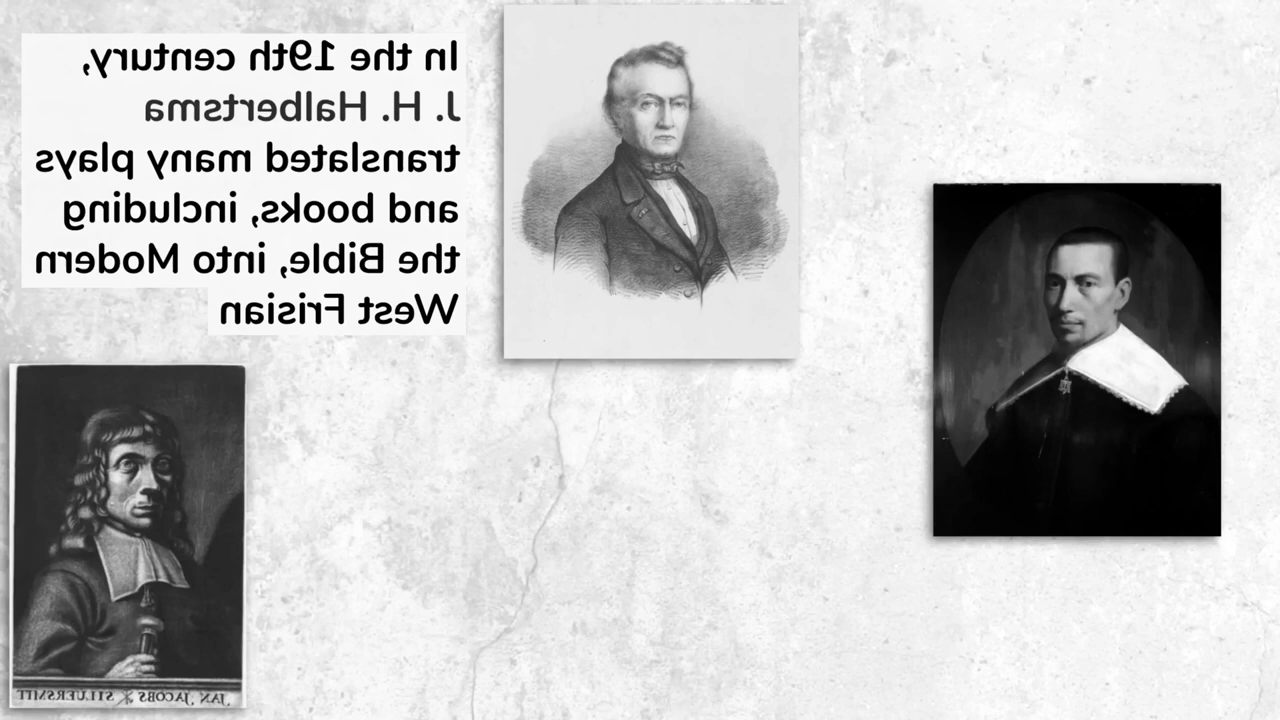 In the 19th century,
J. H. Halbertsma
translated many plays
and books, including
the Bible, into Modern
West Frisian
JAN JACOBS STILUERSMIT